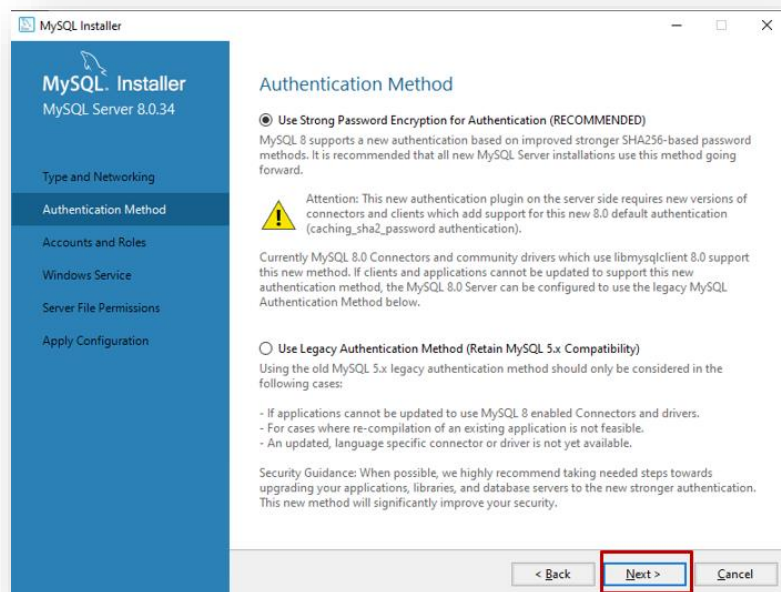 MySQL Installer
MySQL. Installer
MySQL Server 8.0.34
Type and Networking
Authentication Method
Accounts and Roles
Windows Service
Server File Permissions
Apply Configuration
Authentication Method
Use Strong Password Encryption for Authentication (RECOMMENDED)
MySQL 8 supports a new authentication based on improved stronger SHA256-based password
methods. It is recommended that all new MySQL Server installations use this method going
forward.
Attention: This new authentication plugin on the server side requires new versions of
connectors and clients which add support for this new 8.0 default authentication
(caching_sha2_password authentication).
Currently MySQL 8.0 Connectors and community drivers which use libmysqlclient 8.0 support
this new method. If clients and applications cannot be updated to support this new
authentication method, the MySQL 8.0 Server can be configured to use the legacy MySQL
Authentication Method below.
Use Legacy Authentication Method (Retain MySQL 5.x Compatibility)
Using the old MySQL 5.x legacy authentication method should only be considered in the
following cases:
- If applications cannot be updated to use MySQL 8 enabled Connectors and drivers.
- For cases where re-compilation of an existing application is not feasible.
- An updated, language specific connector or driver is not yet available.
Security Guidance: When possible, we highly recommend taking needed steps towards
upgrading your applications, libraries, and database servers to the new stronger authentication.
This new method will significantly improve your security.
< Back
Next >
Cancel